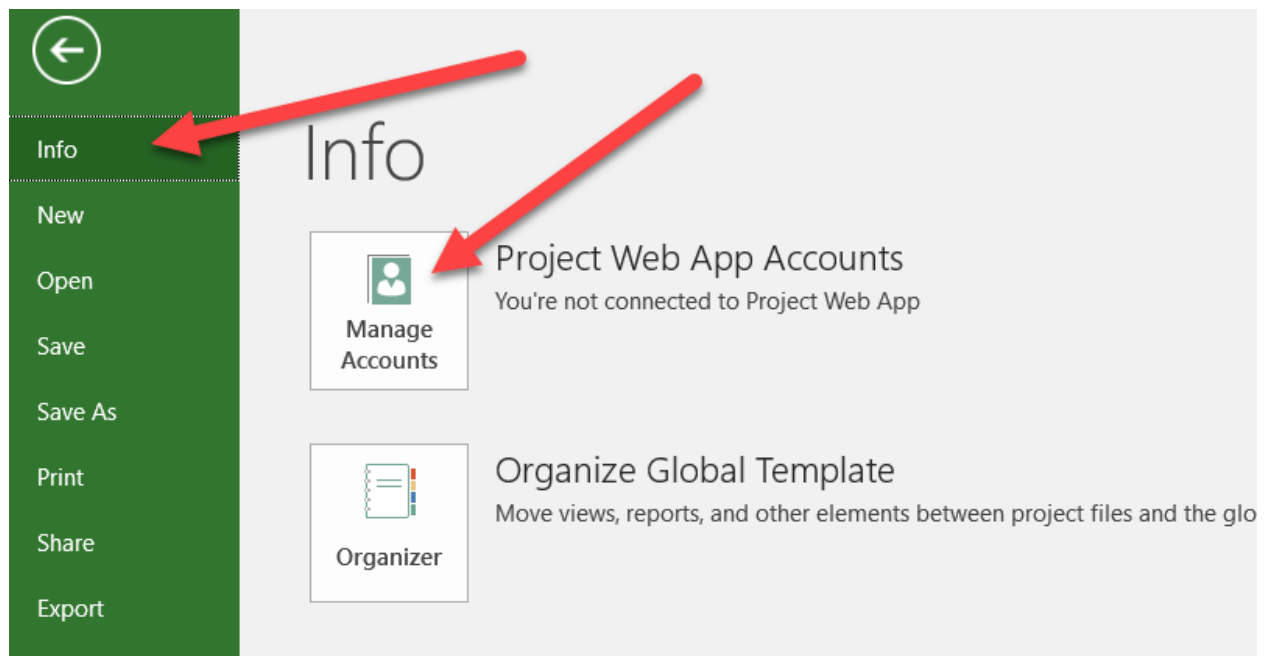 Info
New
Open
Save
Save As
Print
Share
Export
Info
Manage
Accounts
Project Web App Accounts
You're not connected to Project Web App
Organizer
Organize Global Template
Move views, reports, and other elements between project files and the glo